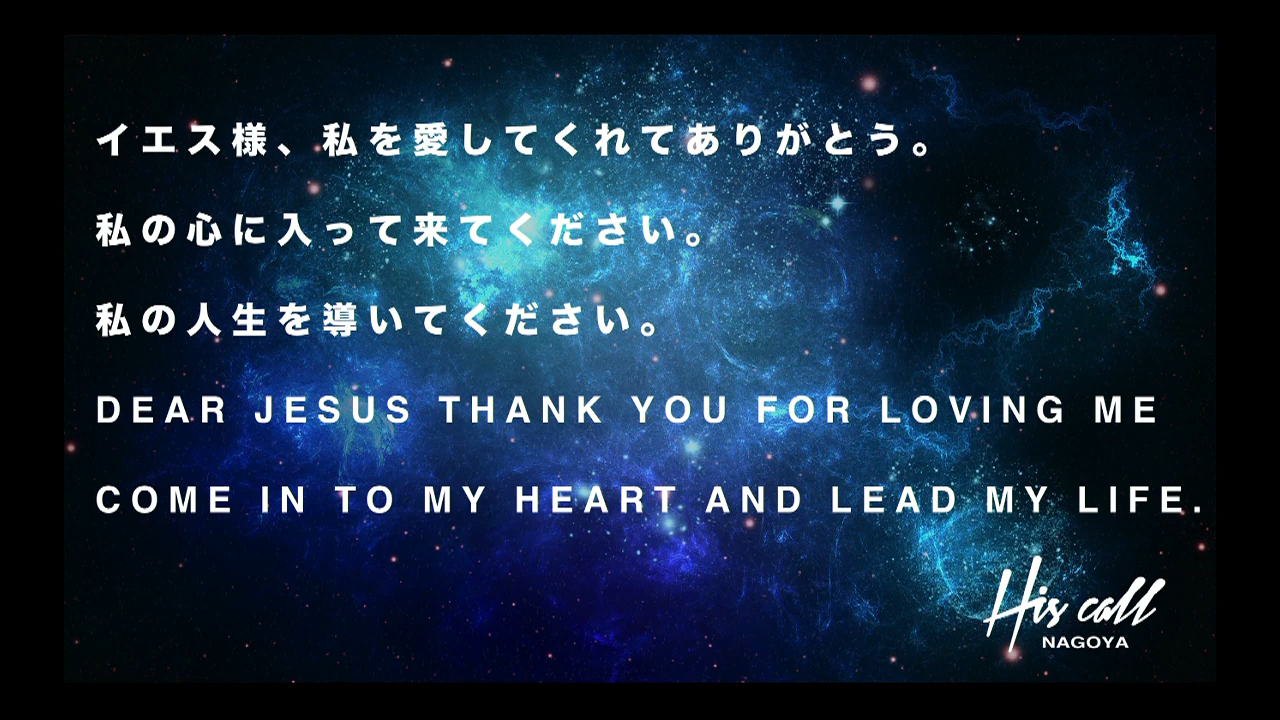 イエス様、私を愛してくれてありがとう。
私の心に入って来てください。
私の人生を導いてください。
DEAR JESUS THANK YOU FOR LOVING ME
COME IN TO MY HEART AND LEAD MY LIFE.
His call
NAGOYA